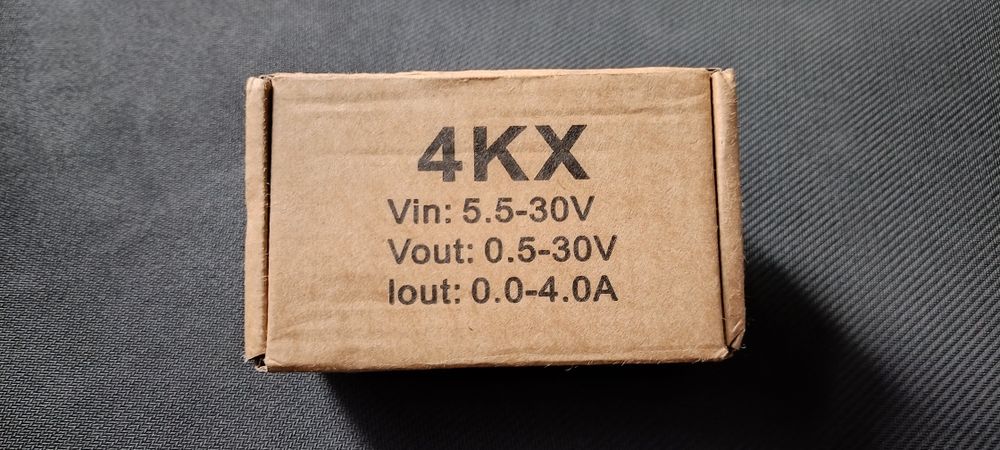 4KX
Vin: 5.5-30V
Vout: 0.5-30V
Iout: 0.0-4.0A